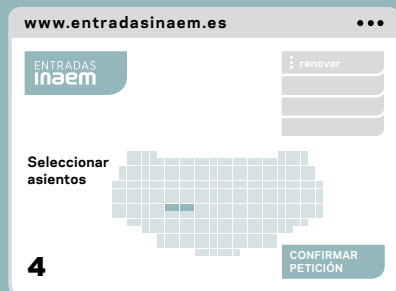 www.entradasinaem.es
ENTRADAS
inaem
renovar
Seleccionar
asientos
4
CONFIRMAR
PETICIÓN